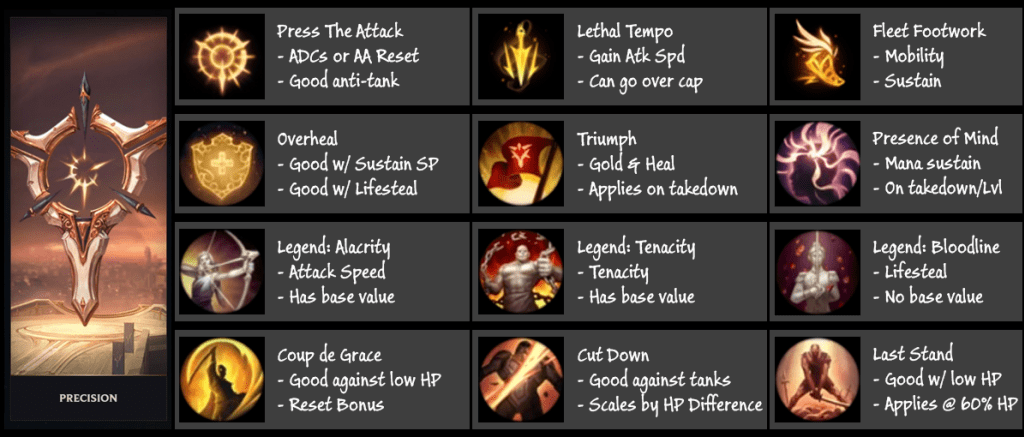 Press The Attack
- ADCs or AA Reset
- Good anti-tank
Lethal Tempo
- Gain Atk Spd
- Can go over cap
Fleet Footwork
- Mobility
- Sustain
Overheal
- Good w/ Sustain SP
- Good w/ Lifesteal
Triumph
- Gold & Heal
- Applies on takedown
Presence of Mind
- Mana sustain
- On takedown/Lvl
Legend: Alacrity
- Attack Speed
- Has base value
Legend: Tenacity
- Tenacity
- Has base value
Legend: Bloodline
- Lifesteal
- No base value
Coup de Grace
- Good against low HP
- Reset Bonus
Cut Down
- Good against tanks
- Scales by HP Difference
Last Stand
- Good w/ low HP
- Applies @ 60% HP
PRECISION